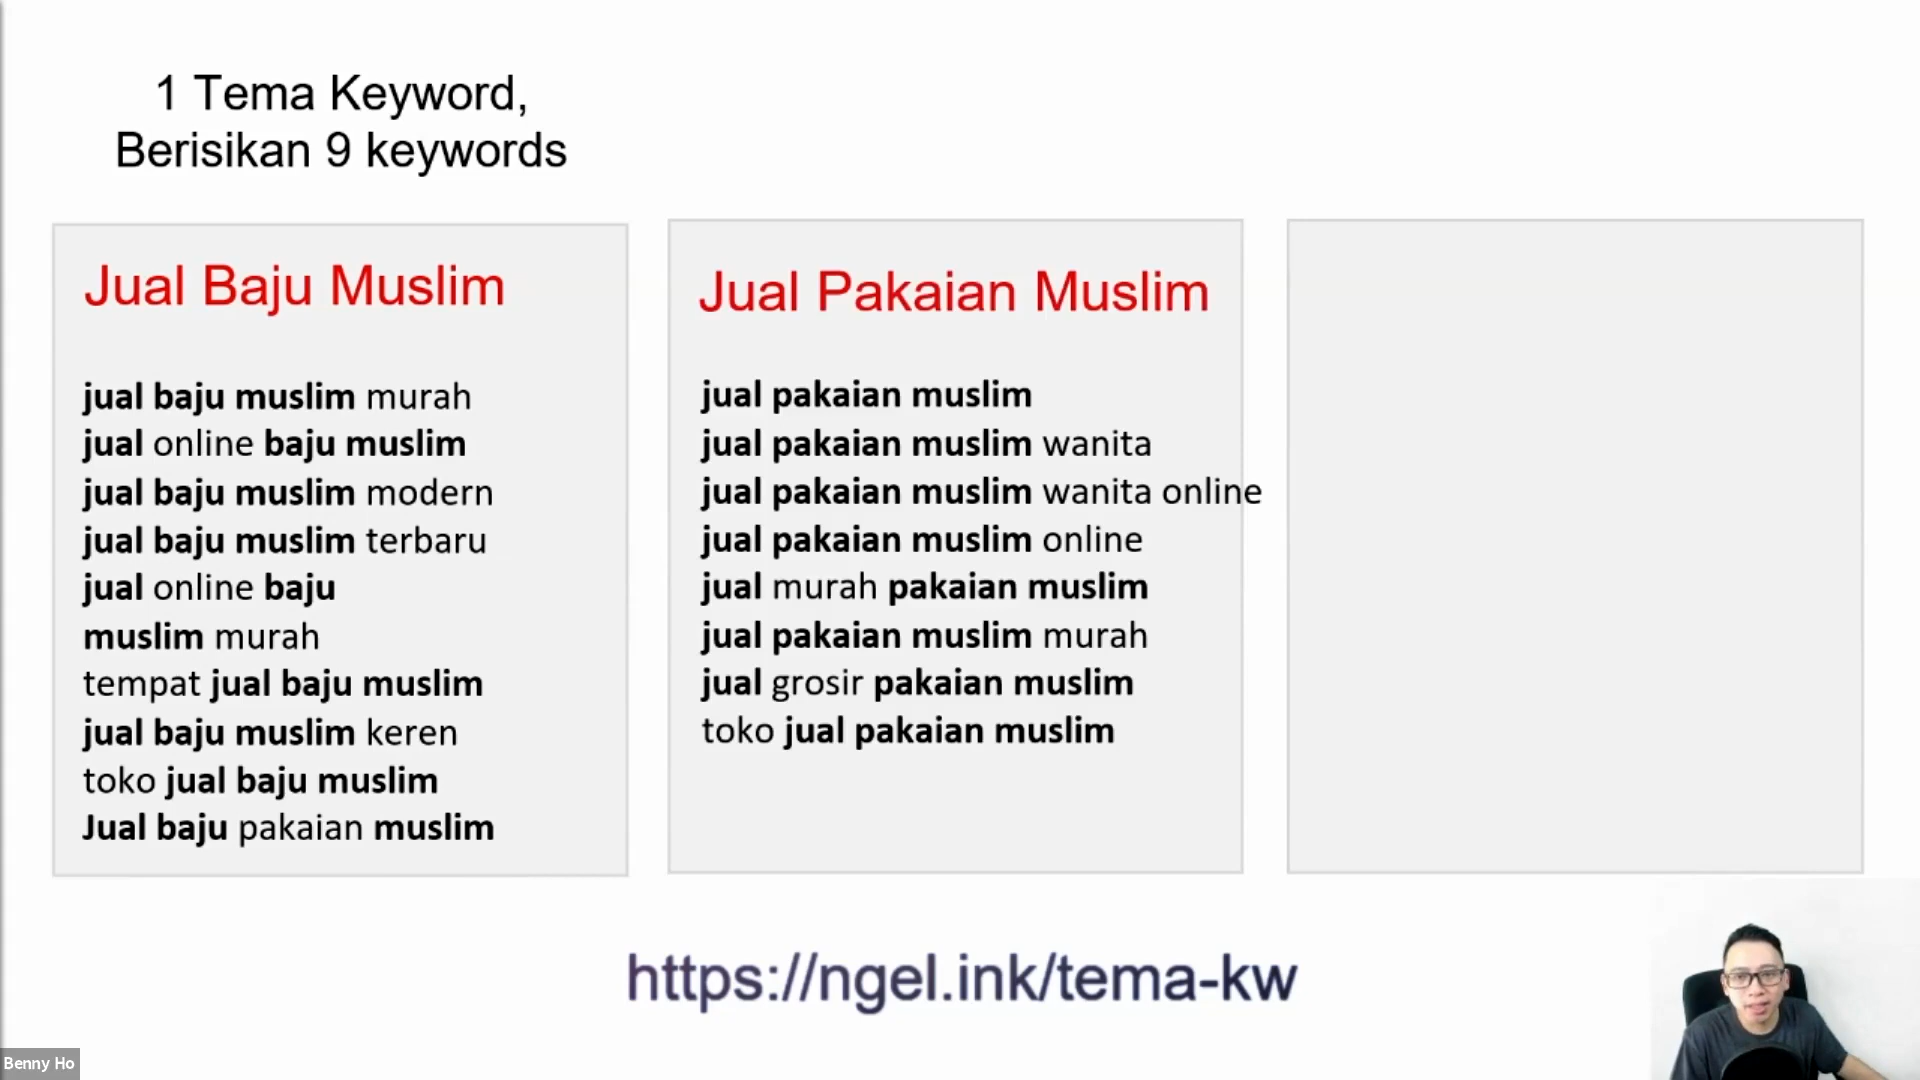 1 Tema Keyword,
Berisikan 9 keywords
Jual Baju Muslim
jual baju muslim murah
jual online baju muslim
jual baju muslim modern
jual baju muslim terbaru
jual online baju
muslim murah
tempat jual baju muslim
jual baju muslim keren
toko jual baju muslim
Jual baju pakaian muslim
Jual Pakaian Muslim
jual pakaian muslim
jual pakaian muslim wanita
jual pakaian muslim wanita online
jual pakaian muslim online
jual murah pakaian muslim
jual pakaian muslim murah
jual grosir pakaian muslim
toko jual pakaian muslim
https://ngel.ink/tema-kw
Benny Ho